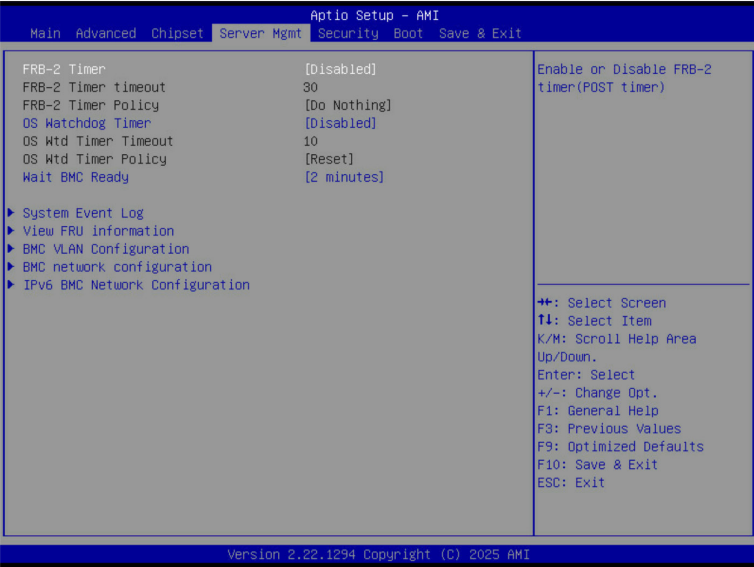 Aptio Setup – AMI
Main Advanced Chipset Server Mgmt Security Boot Save & Exit
FRB-2 Timer [Disabled]
FRB-2 Timer timeout 30
FRB-2 Timer Policy [Do Nothing]
OS Watchdog Timer [Disabled]
OS Wtd Timer Timeout 10
OS Wtd Timer Policy [Reset]
Wait BMC Ready [2 minutes]
System Event Log
View FRU information
BMC VLAN Configuration
BMC network configuration
IPv6 BMC Network Configuration
Enable or Disable FRB-2
timer(POST timer)
→←: Select Screen
↑↓: Select Item
K/M: Scroll Help Area
Up/Down.
Enter: Select
+/-: Change Opt.
F1: General Help
F3: Previous Values
F9: Optimized Defaults
F10: Save & Exit
ESC: Exit
Version 2.22.1294 Copyright (C) 2025 AMI